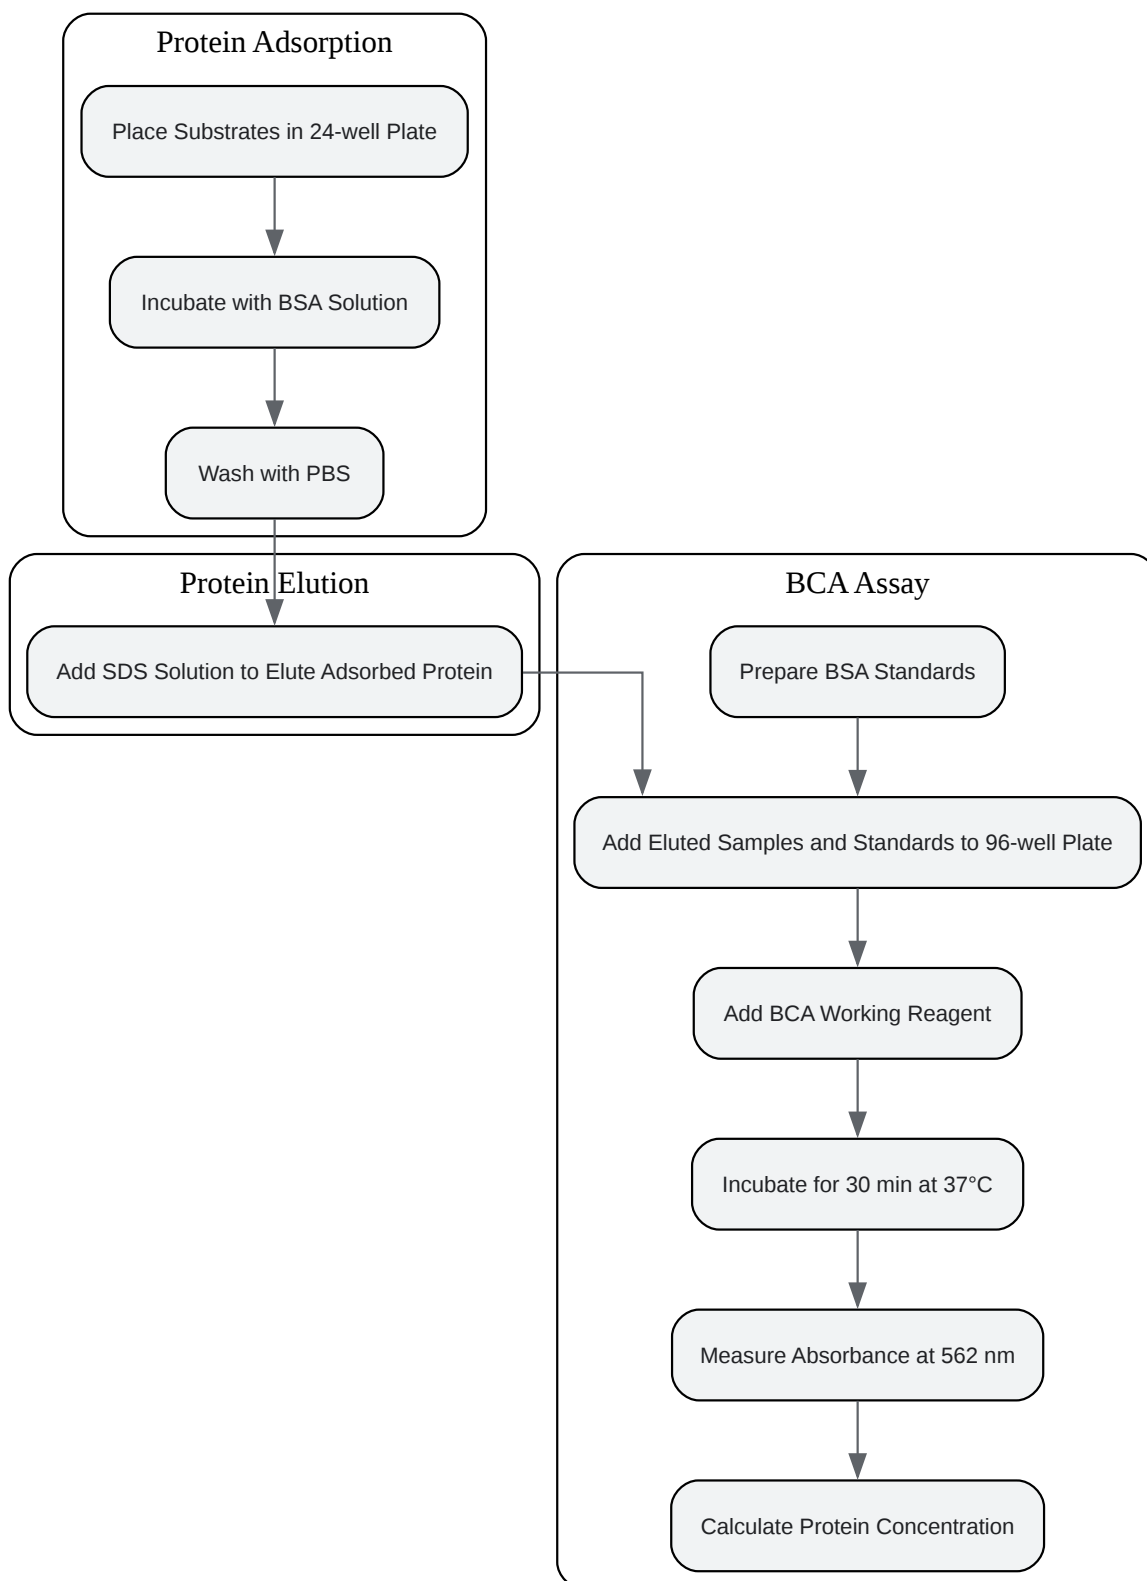 Protein Adsorption
Place Substrates in 24-well Plate
Incubate with BSA Solution
Wash with PBS
Protein Elution
Add SDS Solution to Elute Adsorbed Protein
BCA Assay
Prepare BSA Standards
Add Eluted Samples and Standards to 96-well Plate
Add BCA Working Reagent
Incubate for 30 min at 37°C
Measure Absorbance at 562 nm
Calculate Protein Concentration